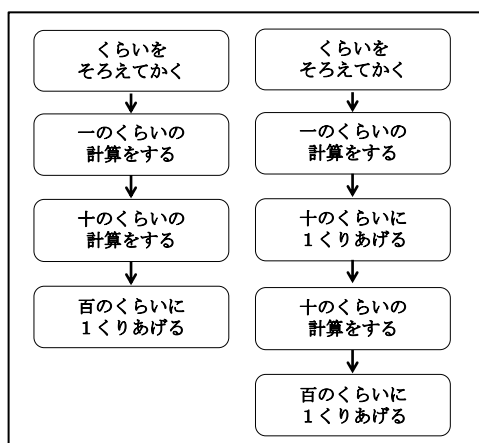 くらいを
そろえてかく
一のくらいの
計算をする
十のくらいの
計算をする
百のくらいに
１くりあげる
くらいを
そろえてかく
一のくらいの
計算をする
十のくらいに
１くりあげる
十のくらいの
計算をする
百のくらいに
１くりあげる